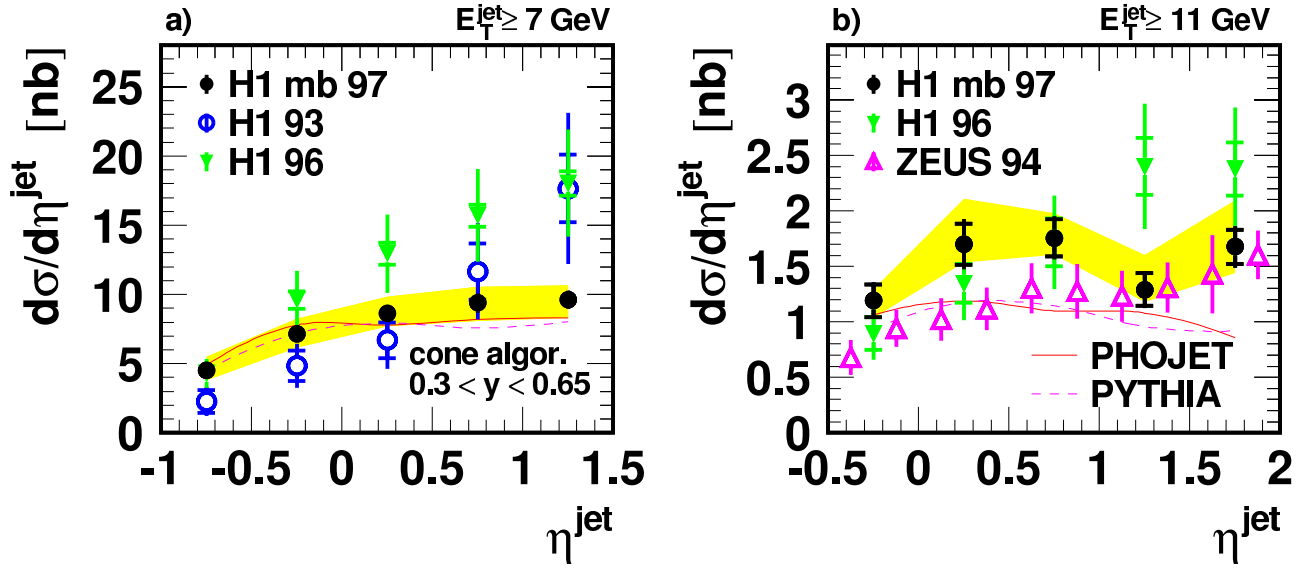 a) E_T^jet ≥ 7 GeV
dσ/dη^jet [nb]
H1 mb 97
H1 93
H1 96
cone algor.
0.3 < y < 0.65
25
20
15
10
5
0
-1 -0.5 0 0.5 1 1.5
η^jet
b) E_T^jet ≥ 11 GeV
dσ/dη^jet [nb]
H1 mb 97
H1 96
ZEUS 94
PHOJET
PYTHIA
3
2.5
2
1.5
1
0.5
0
-0.5 0 0.5 1 1.5 2
η^jet